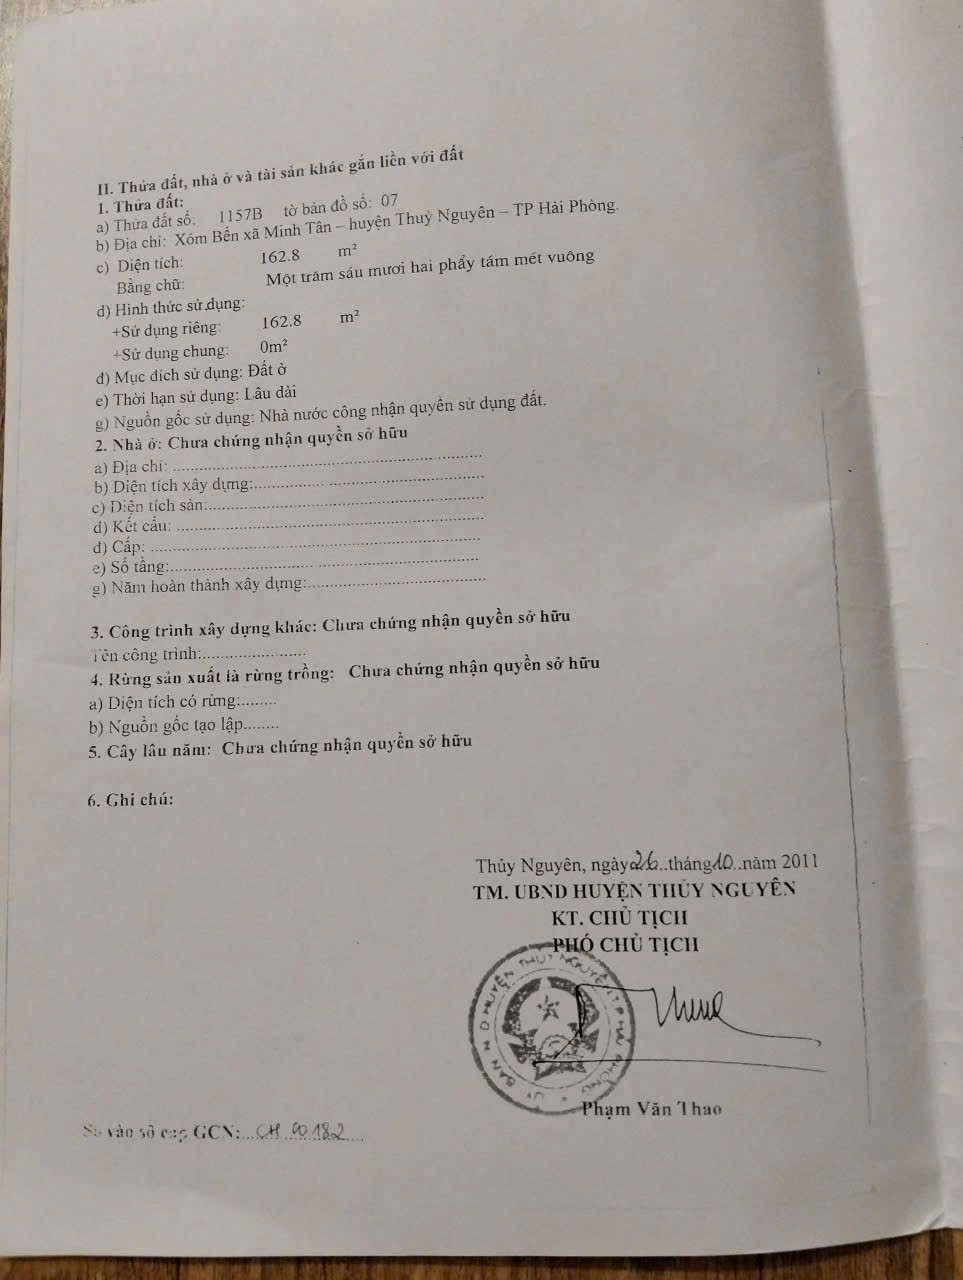 II. Thửa đất, nhà ở và tài sản khác gắn liền với đất
1. Thửa đất:
a) Thửa đất số: 1157B tờ bản đồ số: 07
b) Địa chỉ: Xóm Bến xã Minh Tân – huyện Thuỷ Nguyên – TP Hải Phòng.
c) Diện tích: 162.8 m²
Bằng chữ: Một trăm sáu mươi hai phẩy tám mét vuông
d) Hình thức sử dụng:
+Sử dụng riêng: 162.8 m²
+Sử dụng chung: 0m²
đ) Mục đích sử dụng: Đất ở
e) Thời hạn sử dụng: Lâu dài
g) Nguồn gốc sử dụng: Nhà nước công nhận quyền sử dụng đất.
2. Nhà ở: Chưa chứng nhận quyền sở hữu
a) Địa chỉ:
b) Diện tích xây dựng:
c) Diện tích sàn:
d) Kết cấu:
đ) Cấp:
e) Số tầng:
g) Năm hoàn thành xây dựng:
3. Công trình xây dựng khác: Chưa chứng nhận quyền sở hữu
Tên công trình:
4. Rừng sản xuất là rừng trồng: Chưa chứng nhận quyền sở hữu
a) Diện tích có rừng:
b) Nguồn gốc tạo lập
5. Cây lâu năm: Chưa chứng nhận quyền sở hữu
6. Ghi chú:
Thủy Nguyên, ngày 26 tháng 10 năm 2011
TM. UBND HUYỆN THỦY NGUYÊN
KT. CHỦ TỊCH
PHÓ CHỦ TỊCH
HUYỆN THUỶ NGUYÊN T.P HẢI PHÒNG
Phạm Văn Thao
Số vào sổ cấp GCN: CH 00182